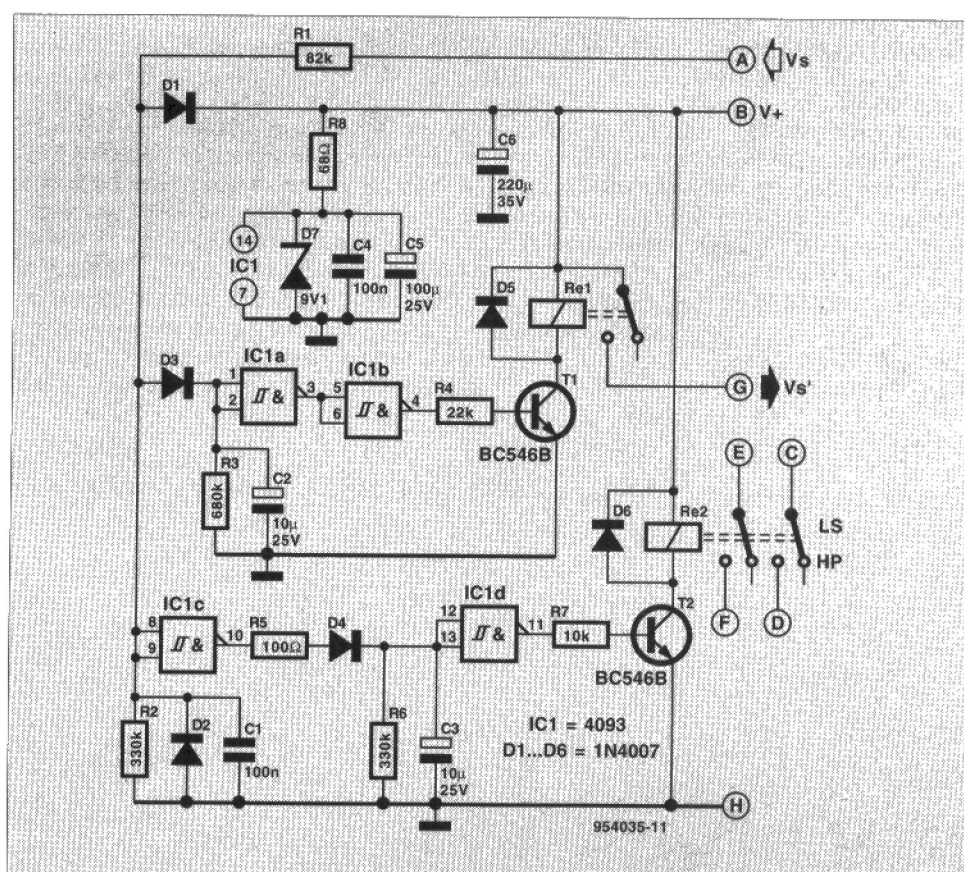 R1
82k
A
Vs
D1
B
V+
R8
68Ω
C6
220µ
35V
14
IC1
7
D7
9V1
C4
100n
C5
100µ
25V
D5
Re1
D3
IC1a
1
2
3
&
IC1b
5
6
4
&
R4
22k
T1
BC546B
G
Vs'
R3
680k
C2
10µ
25V
E
C
D6
Re2
LS
HP
F
D
IC1c
8
9
10
&
R5
100Ω
D4
IC1d
12
13
11
&
R7
10k
T2
BC546B
R2
330k
D2
C1
100n
R6
330k
C3
10µ
25V
IC1 = 4093
D1...D6 = 1N4007
H
954035-11